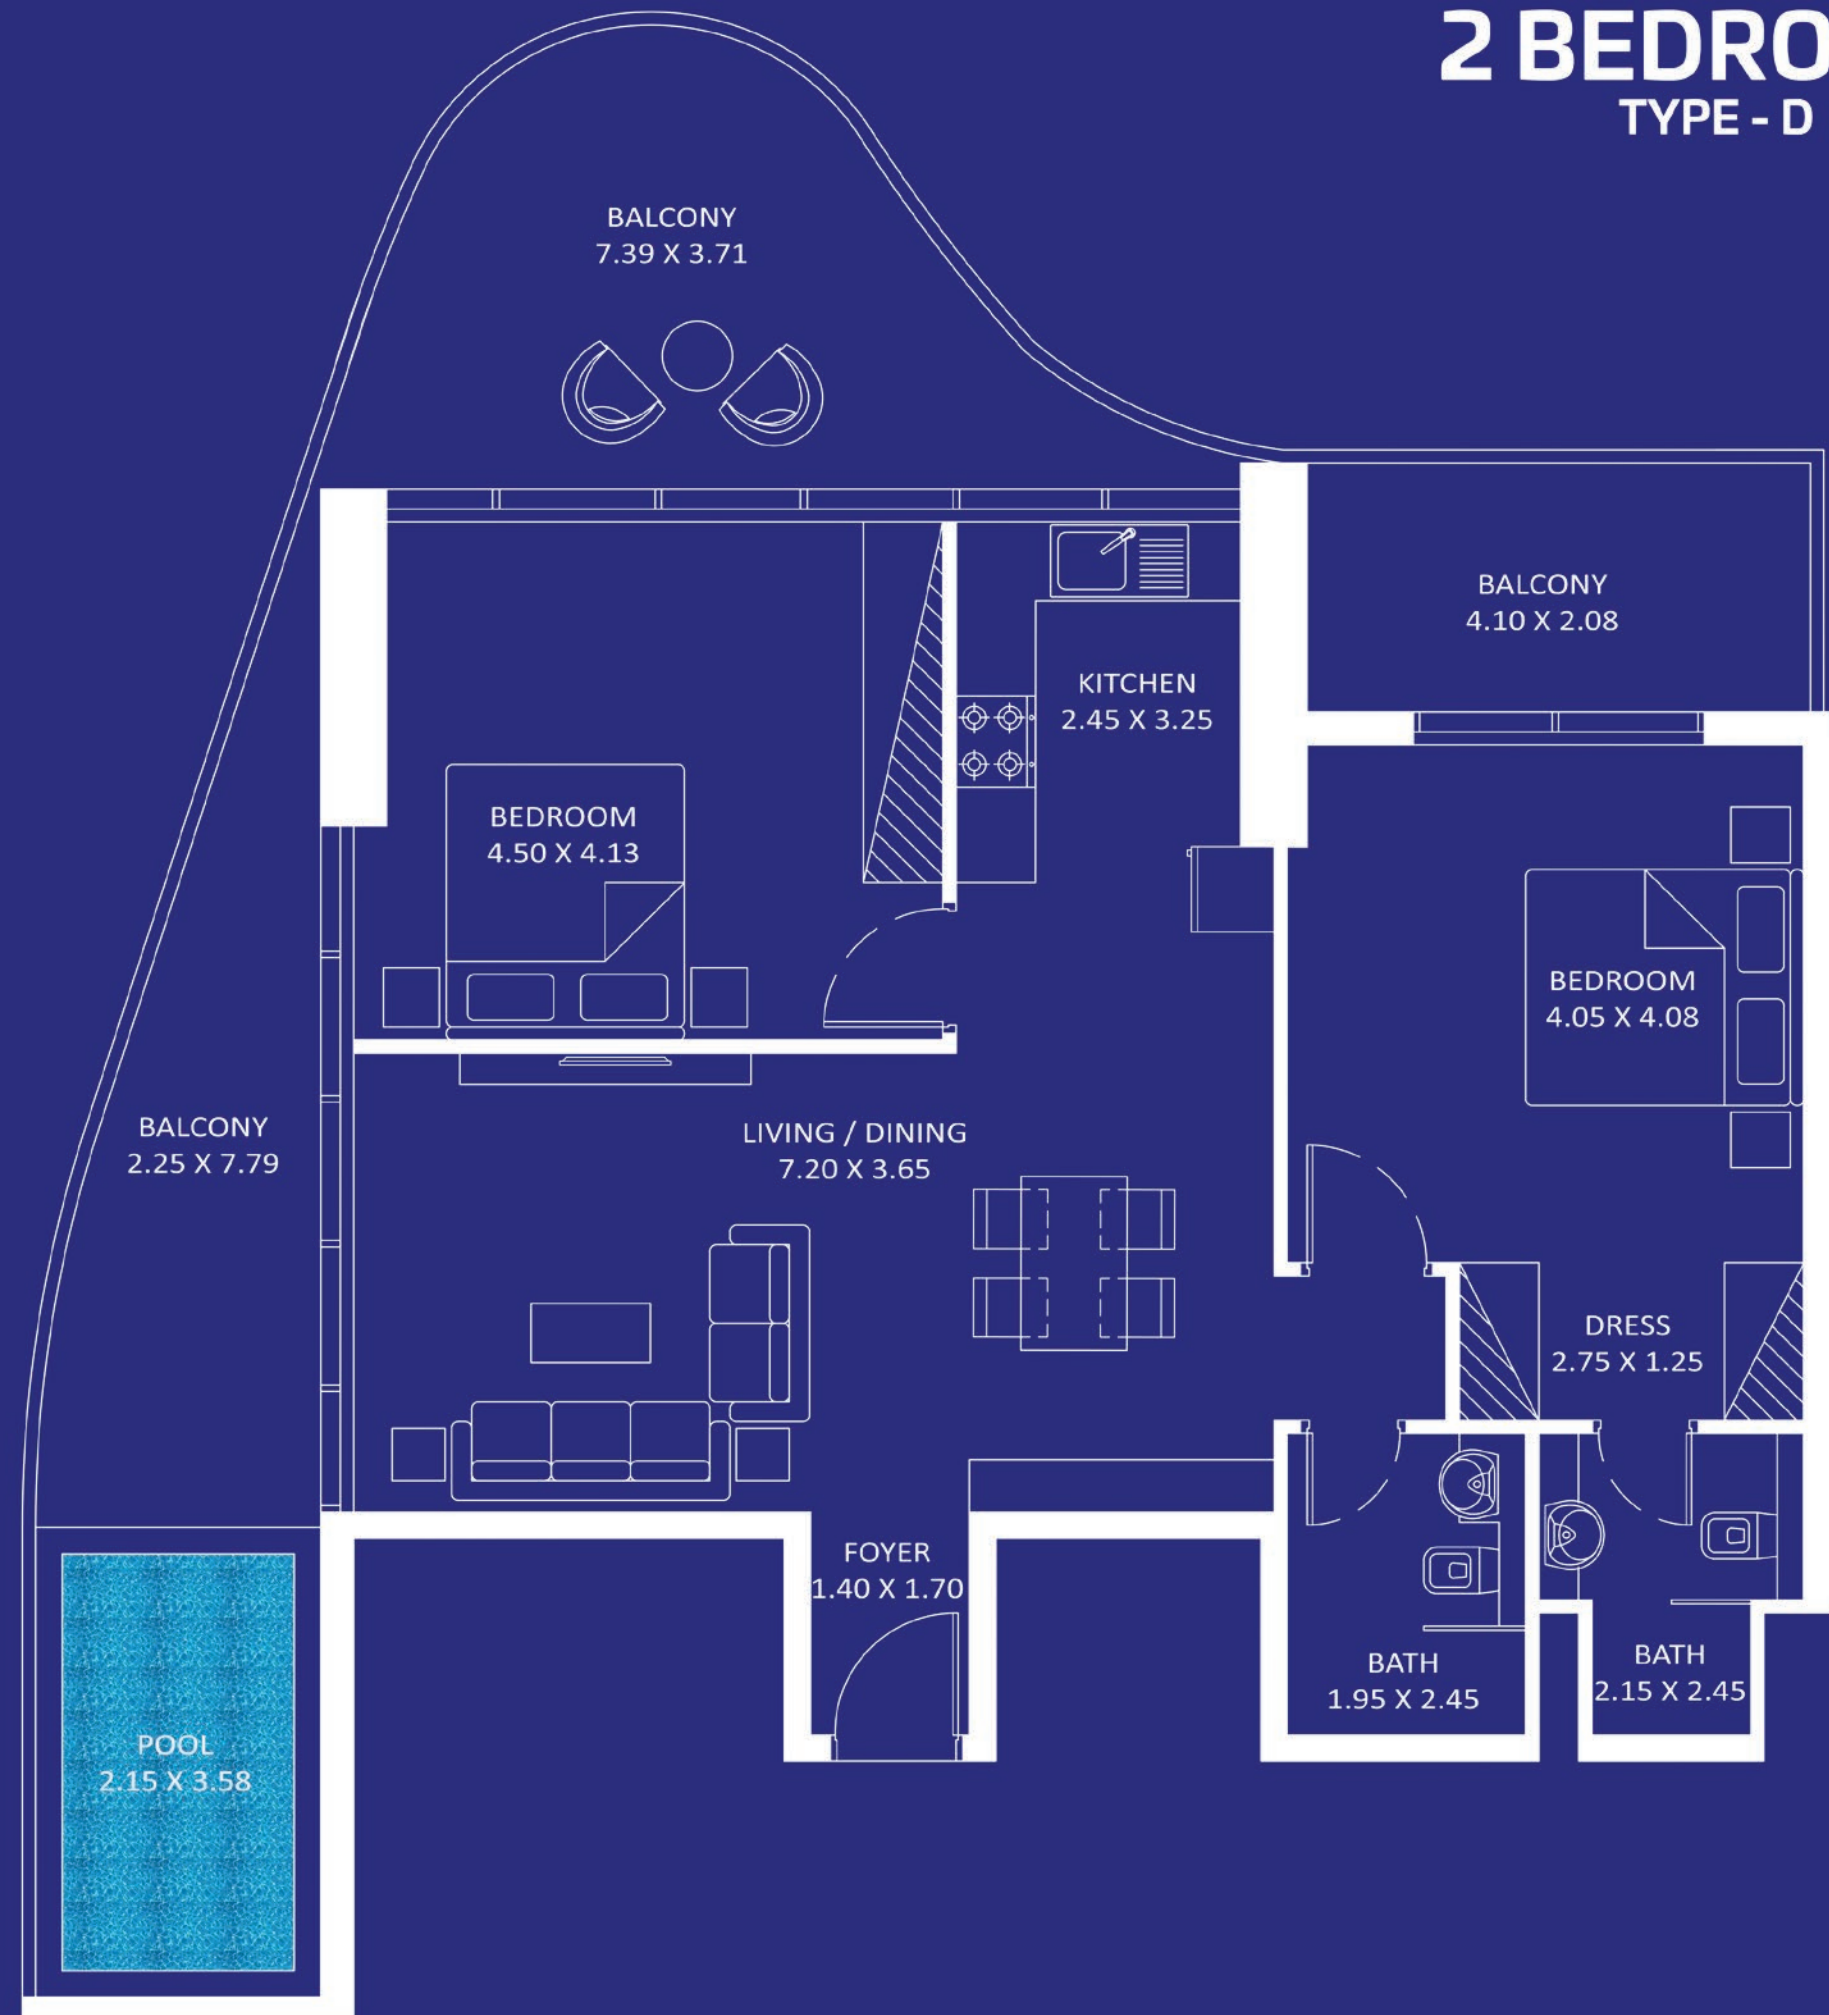 2 BEDRO
TYPE - D
BALCONY
7.39 X 3.71
BALCONY
4.10 X 2.08
KITCHEN
2.45 X 3.25
BEDROOM
4.50 X 4.13
BEDROOM
4.05 X 4.08
BALCONY
2.25 X 7.79
LIVING / DINING
7.20 X 3.65
DRESS
2.75 X 1.25
FOYER
1.40 X 1.70
BATH
1.95 X 2.45
BATH
2.15 X 2.45
POOL
2.15 X 3.58